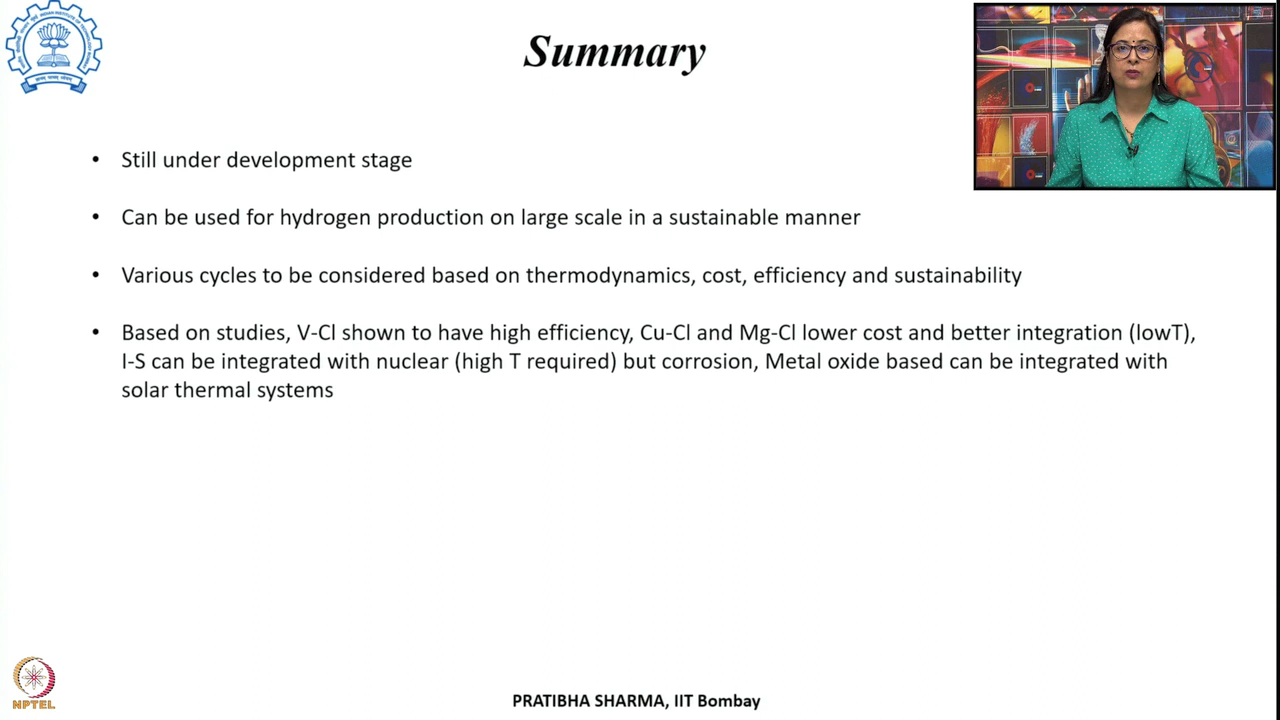 Summary
• Still under development stage
• Can be used for hydrogen production on large scale in a sustainable manner
• Various cycles to be considered based on thermodynamics, cost, efficiency and sustainability
• Based on studies, V-Cl shown to have high efficiency, Cu-Cl and Mg-Cl lower cost and better integration (lowT),
I-S can be integrated with nuclear (high T required) but corrosion, Metal oxide based can be integrated with
solar thermal systems
NPTEL
PRATIBHA SHARMA, IIT Bombay